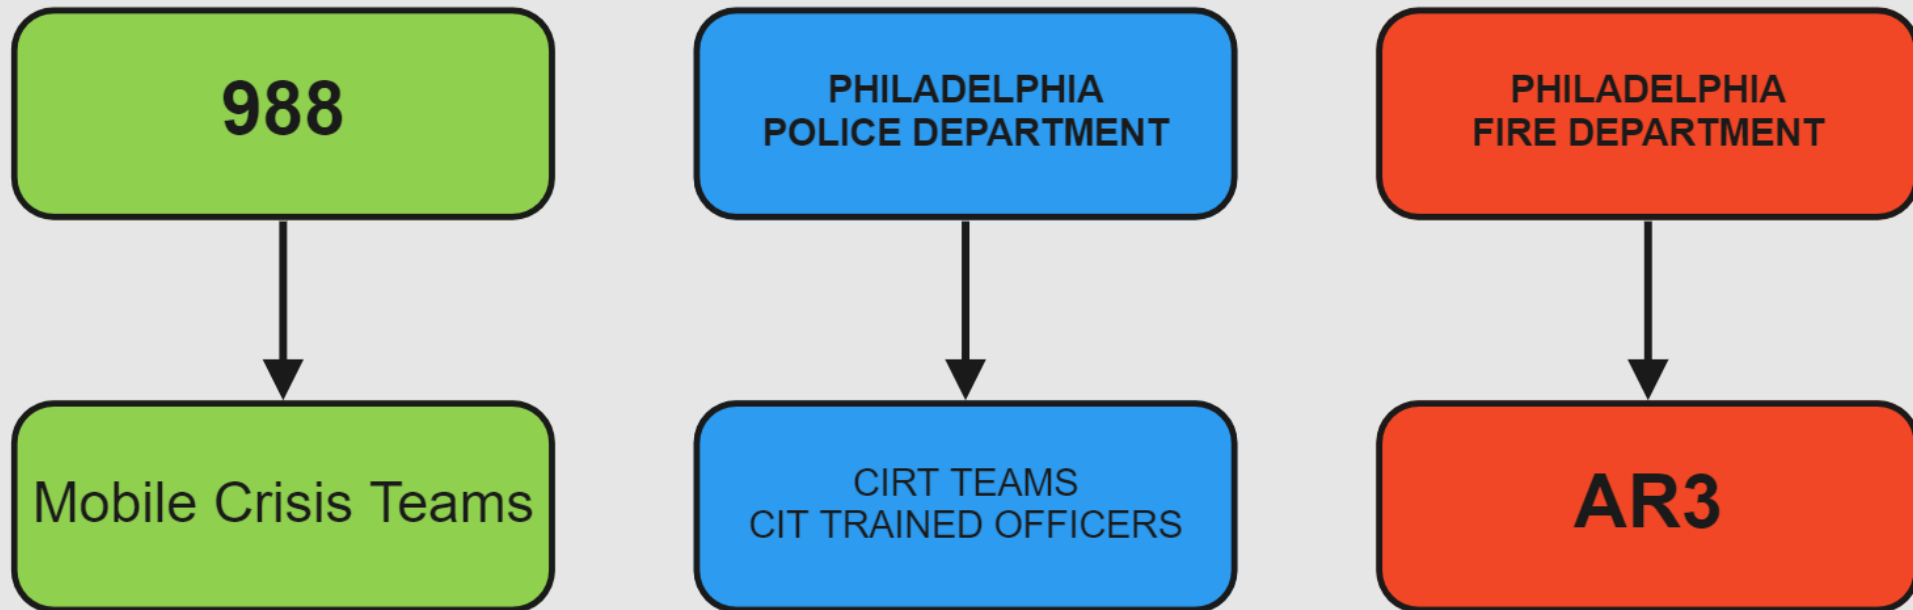 988
PHILADELPHIA
POLICE DEPARTMENT
PHILADELPHIA
FIRE DEPARTMENT
Mobile Crisis Teams
CIRT TEAMS
CIT TRAINED OFFICERS
AR3